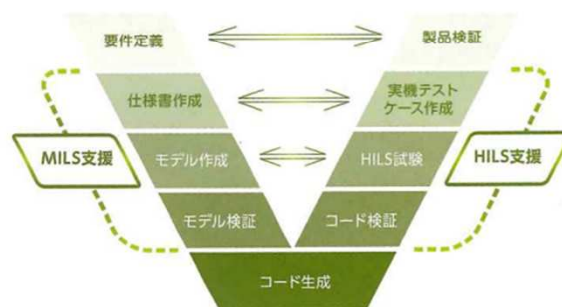 要件定義
製品検証
仕様書作成
実機テスト
ケース作成
MILS支援
モデル作成
HILS試験
HILS支援
モデル検証
コード検証
コード生成